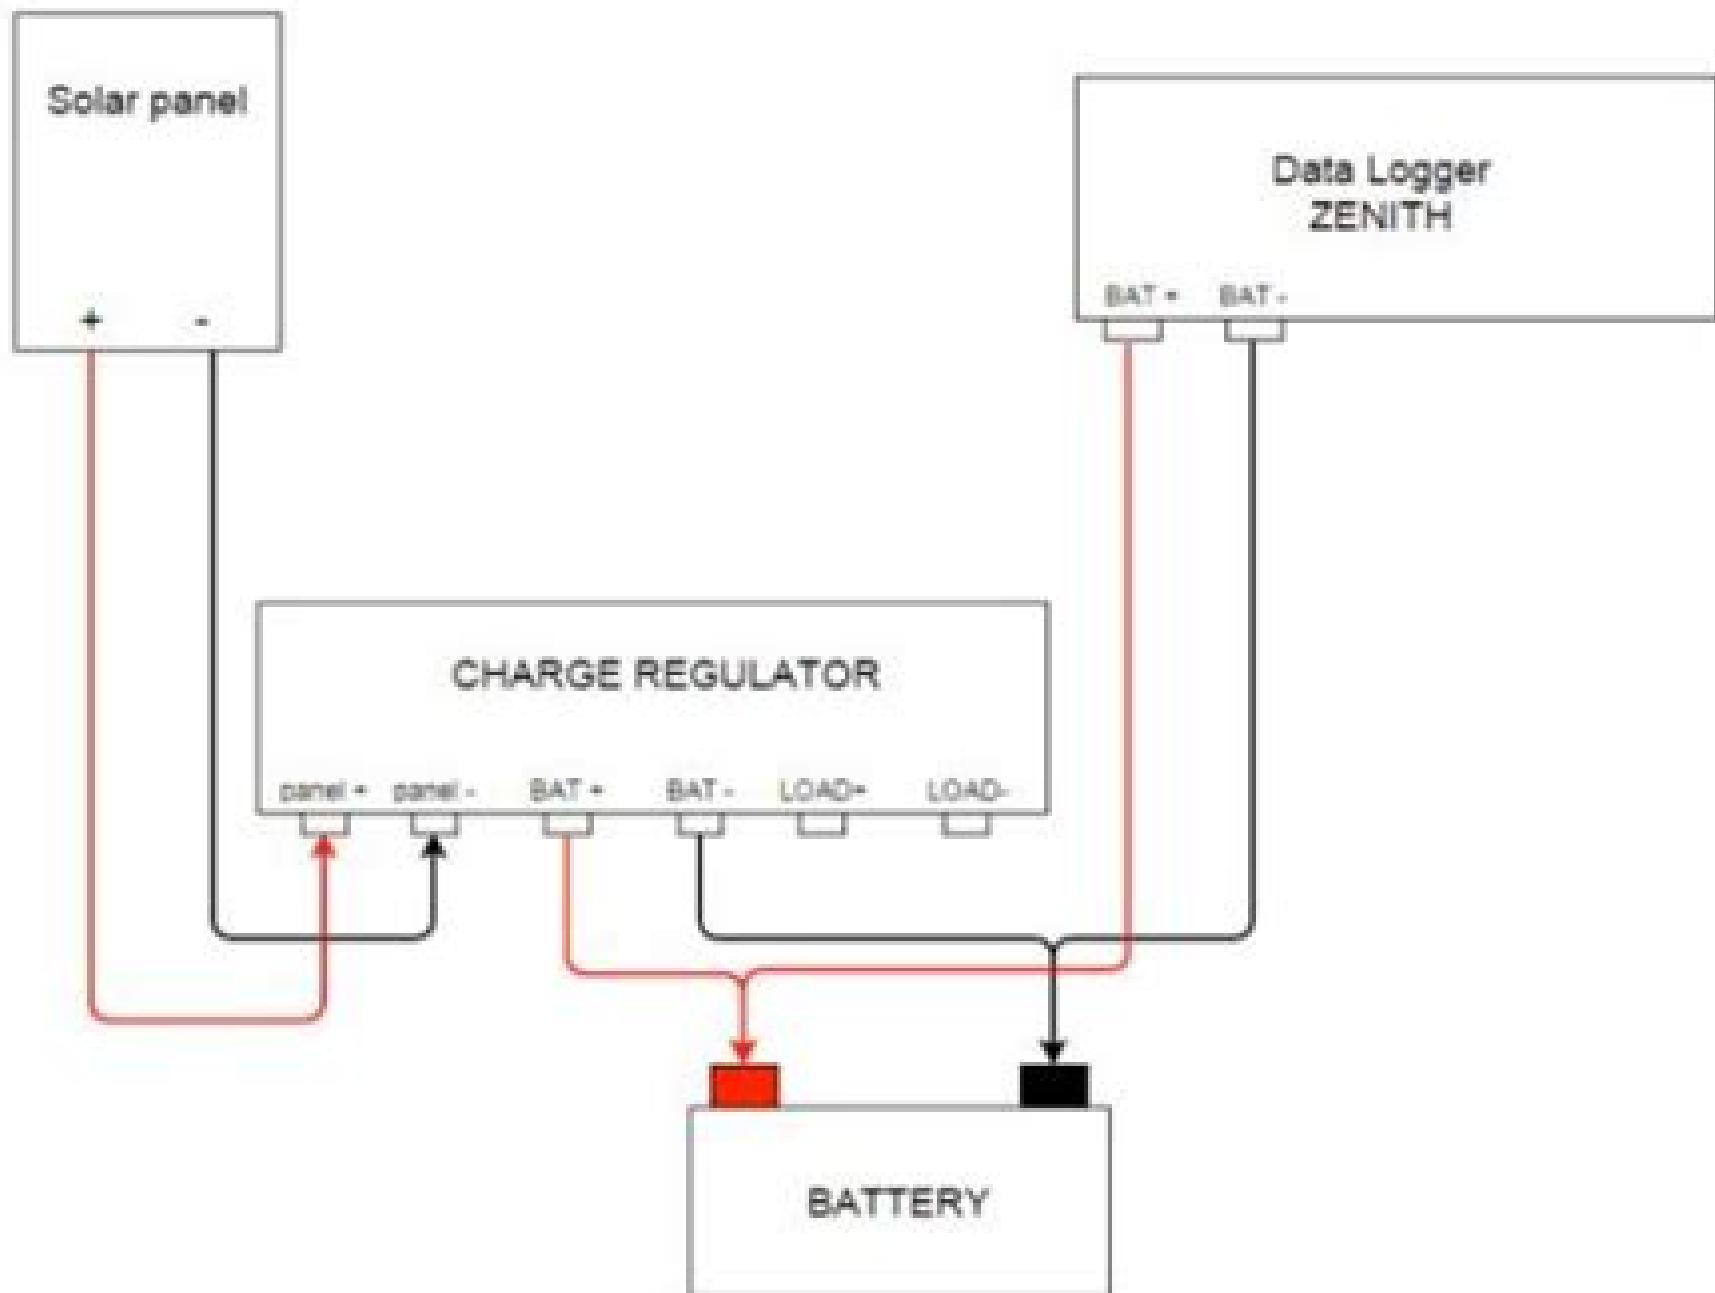 Solar panel
+ -
Data Logger
ZENITH
BAT + BAT -
CHARGE REGULATOR
panel + panel - BAT + BAT - LOAD+ LOAD-
BATTERY